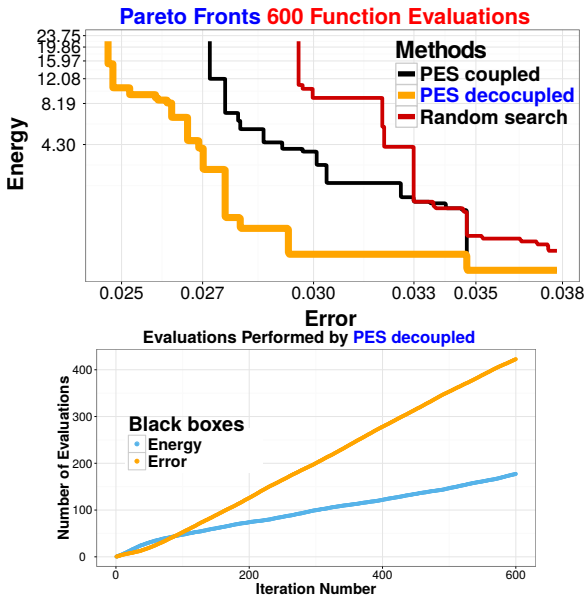 Pareto Fronts 600 Function Evaluations
23.75
19.86
15.97
12.08
8.19
4.30
Energy
Methods
PES coupled
PES decocupled
Random search
0.025 0.027 0.030 0.033 0.035 0.038
Error
Evaluations Performed by PES decoupled
400
300
200
100
0
Number of Evaluations
Black boxes
Energy
Error
0 200 400 600
Iteration Number